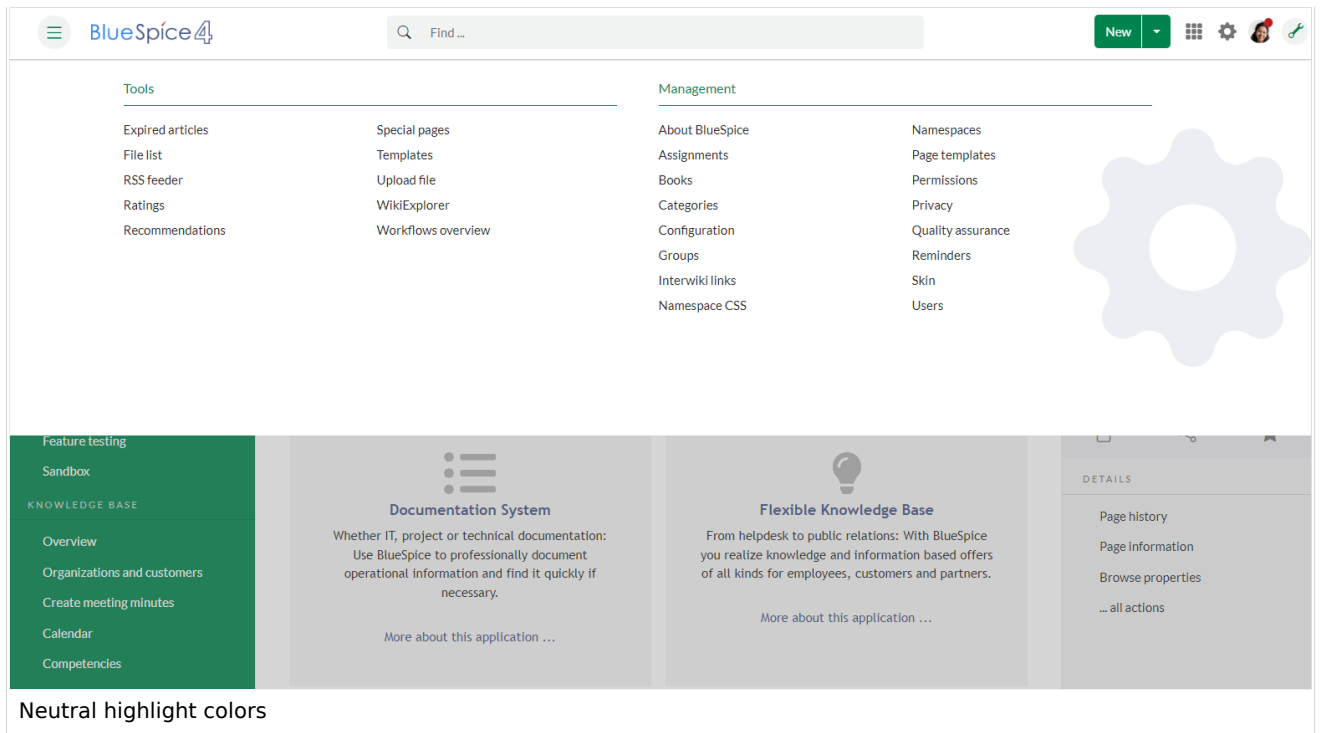 BlueSpice 4
Find ...
New
Tools
Expired articles
File list
RSS feeder
Ratings
Recommendations
Special pages
Templates
Upload file
WikiExplorer
Workflows overview
Management
About BlueSpice
Assignments
Books
Categories
Configuration
Groups
Interwiki links
Namespace CSS
Namespaces
Page templates
Permissions
Privacy
Quality assurance
Reminders
Skin
Users
Feature testing
Sandbox
KNOWLEDGE BASE
Overview
Organizations and customers
Create meeting minutes
Calendar
Competencies
Documentation System
Whether IT, project or technical documentation:
Use BlueSpice to professionally document
operational information and find it quickly if
necessary.
More about this application ...
Flexible Knowledge Base
From helpdesk to public relations: With BlueSpice
you realize knowledge and information based offers
of all kinds for employees, customers and partners.
More about this application ...
DETAILS
Page history
Page information
Browse properties
... all actions
Neutral highlight colors